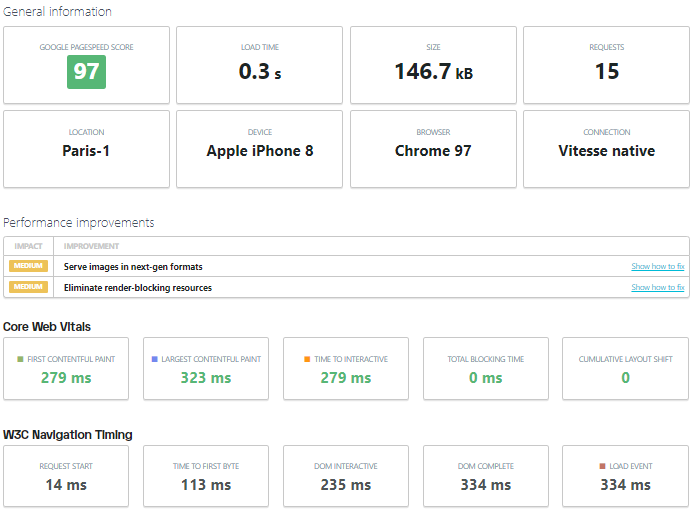 General information
GOOGLE PAGESPEED SCORE LOAD TIME SIZE REQUESTS
97 0.3 s 146.7 kB 15
LOCATION DEVICE BROWSER CONNECTION
Paris-1 Apple iPhone 8 Chrome 97 Vitesse native
Performance improvements
IMPACT IMPROVEMENT
MEDIUM Serve images in next-gen formats Show how to fix
MEDIUM Eliminate render-blocking resources Show how to fix
Core Web Vitals
FIRST CONTENTFUL PAINT LARGEST CONTENTFUL PAINT TIME TO INTERACTIVE TOTAL BLOCKING TIME CUMULATIVE LAYOUT SHIFT
279 ms 323 ms 279 ms 0 ms 0
W3C Navigation Timing
REQUEST START TIME TO FIRST BYTE DOM INTERACTIVE DOM COMPLETE LOAD EVENT
14 ms 113 ms 235 ms 334 ms 334 ms